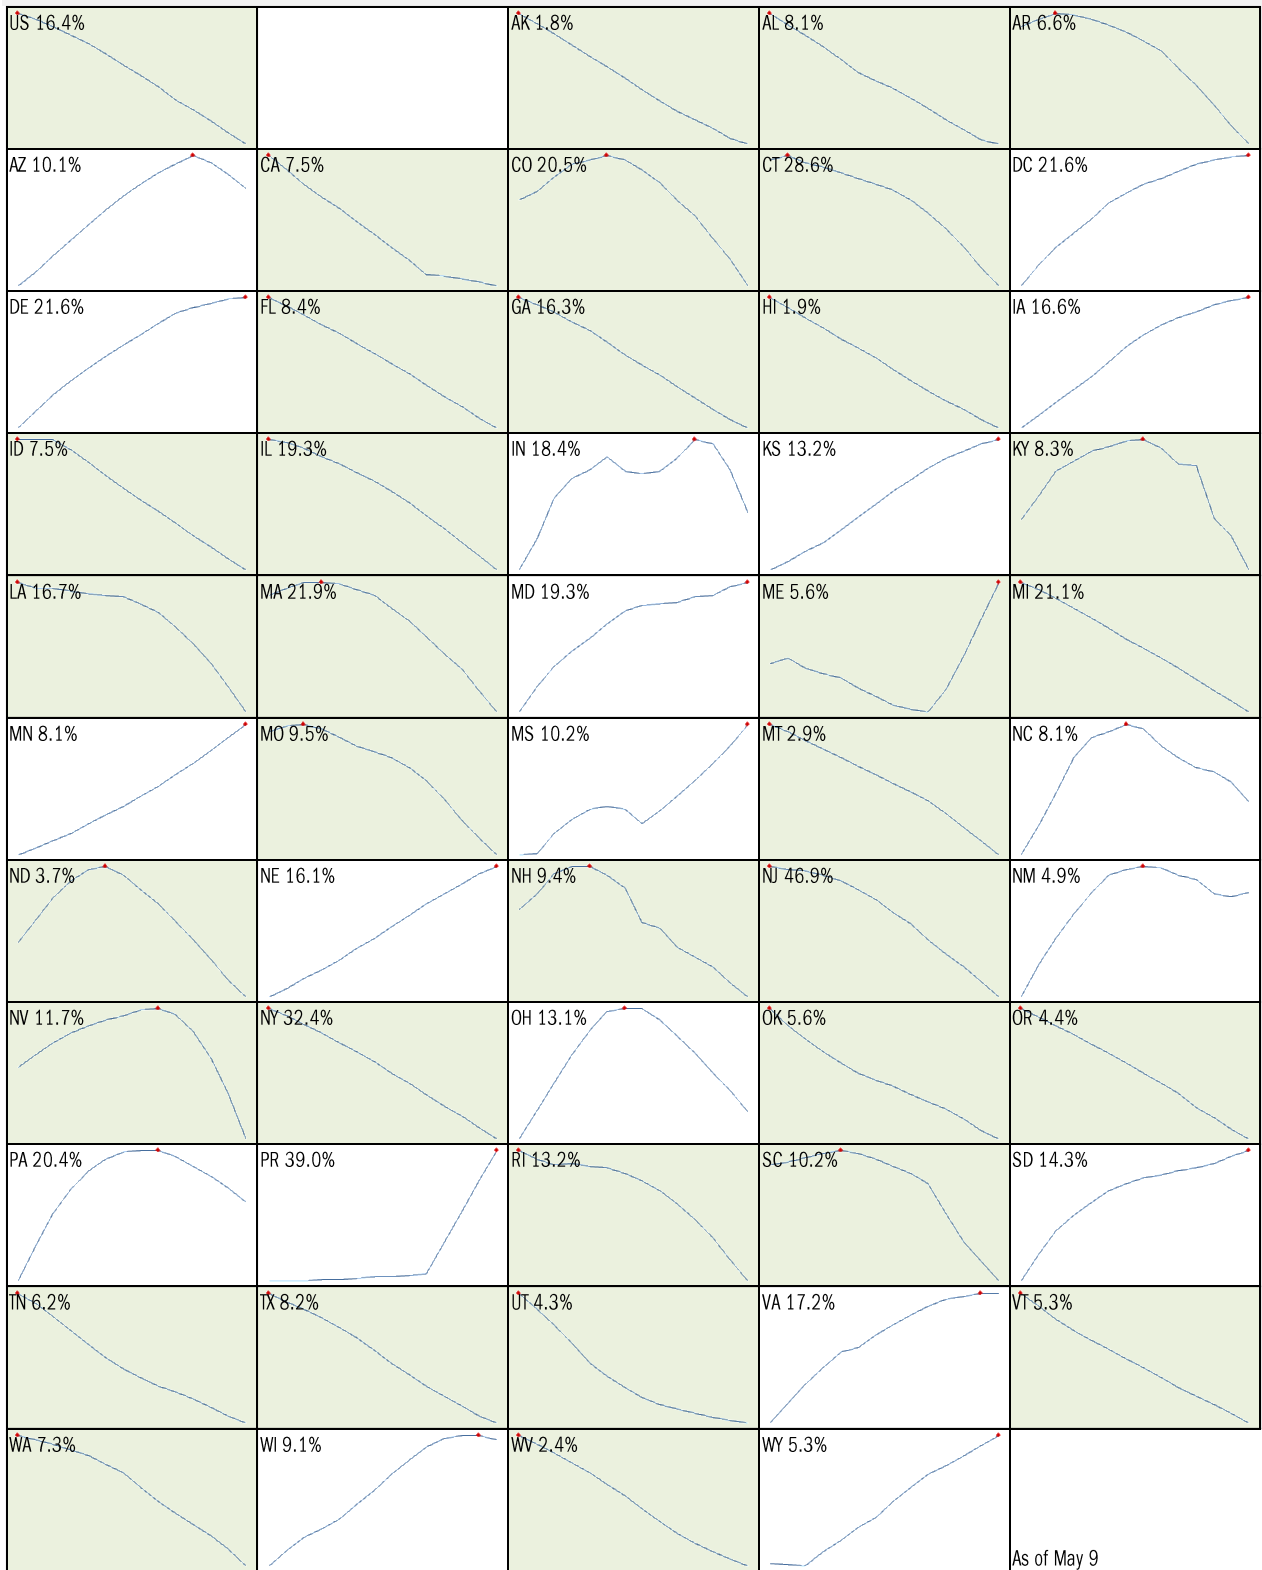 US 16.4%
AK 1.8%
AL 8.1%
AR 6.6%
AZ 10.1%
CA 7.5%
CO 20.5%
CT 28.6%
DC 21.6%
DE 21.6%
FL 8.4%
GA 16.3%
HI 1.9%
IA 16.6%
ID 7.5%
IL 19.3%
IN 18.4%
KS 13.2%
KY 8.3%
LA 16.7%
MA 21.9%
MD 19.3%
ME 5.6%
MI 21.1%
MN 8.1%
MO 9.5%
MS 10.2%
MT 2.9%
NC 8.1%
ND 3.7%
NE 16.1%
NH 9.4%
NJ 46.9%
NM 4.9%
NV 11.7%
NY 32.4%
OH 13.1%
OK 5.6%
OR 4.4%
PA 20.4%
PR 39.0%
RI 13.2%
SC 10.2%
SD 14.3%
TN 6.2%
TX 8.2%
UT 4.3%
VA 17.2%
VT 5.3%
WA 7.3%
WI 9.1%
WV 2.4%
WY 5.3%
As of May 9